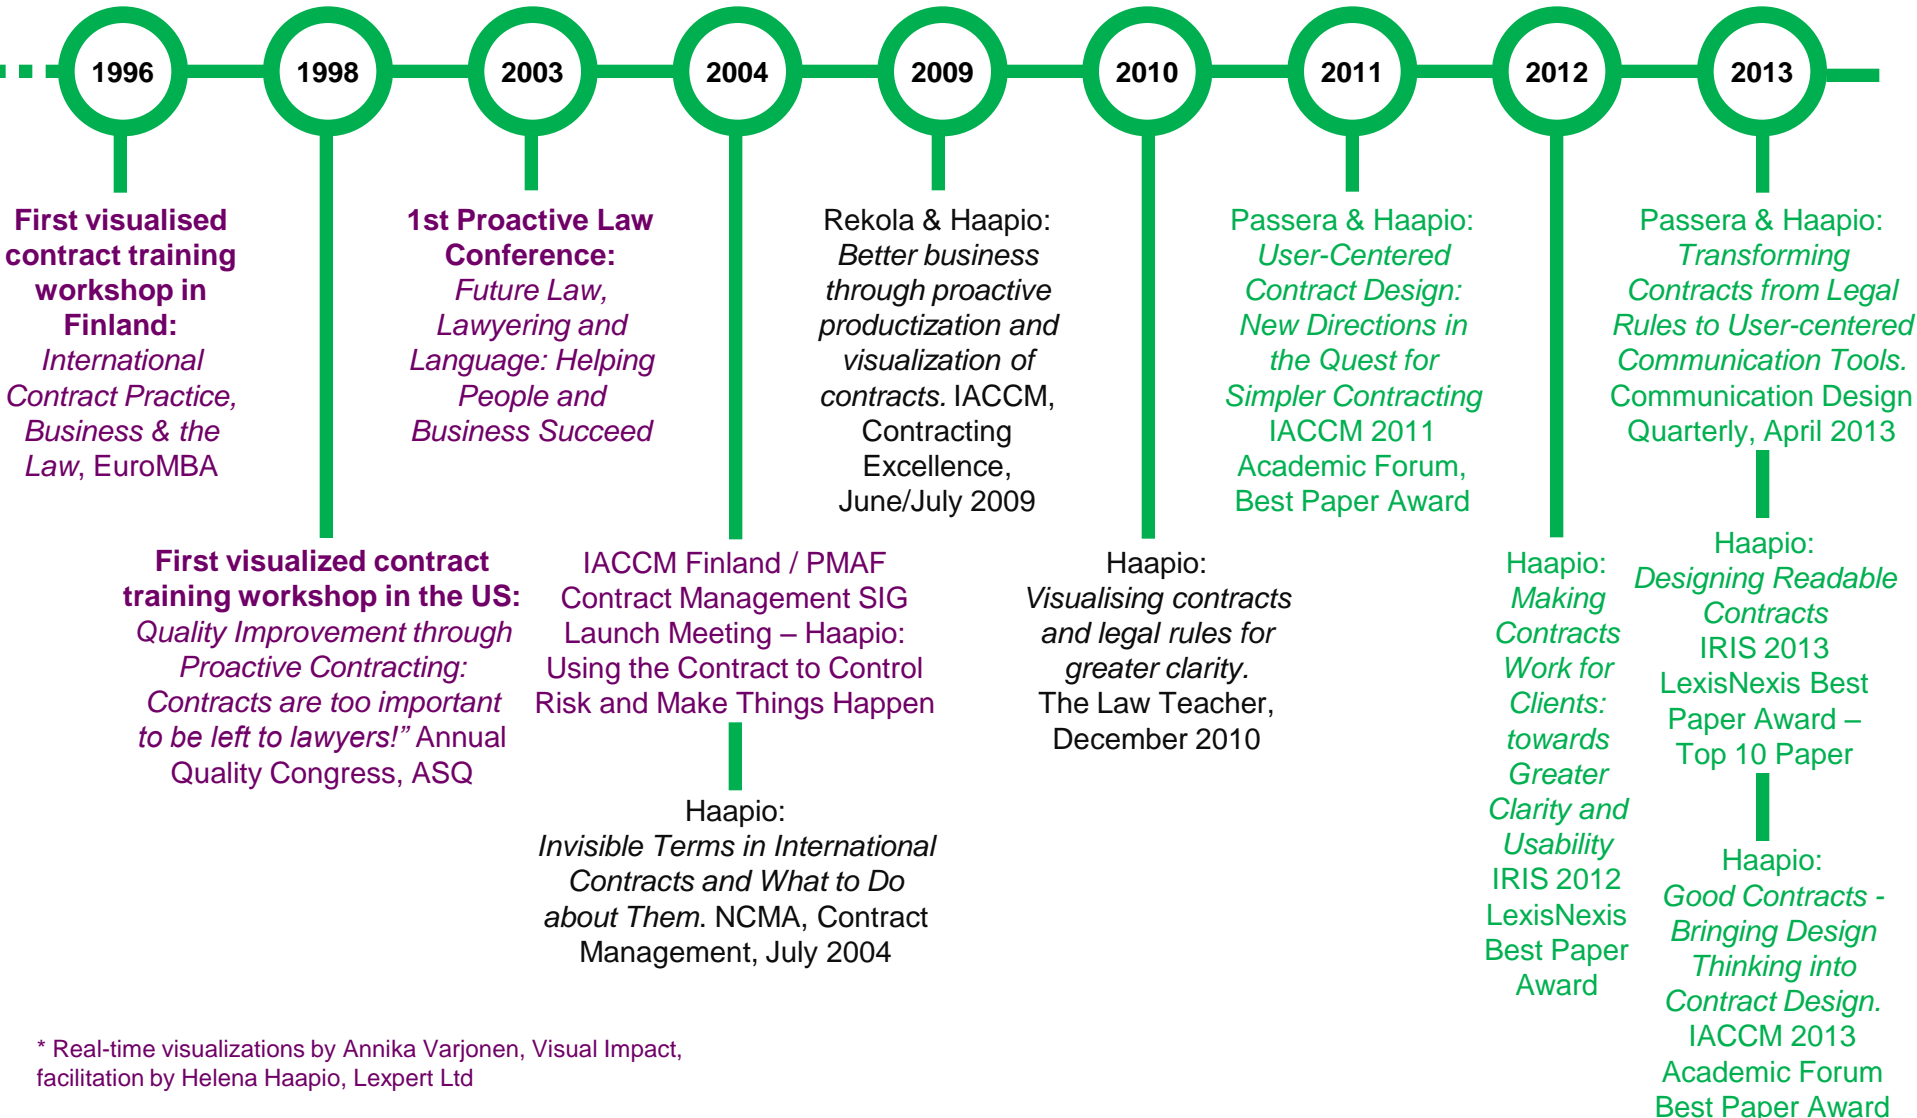 1996
1998
2003
2004
2009
2010
2011
2012
2013
First visualised
contract training
workshop in
Finland:
International
Contract Practice,
Business & the
Law, EuroMBA
First visualized contract
training workshop in the US:
Quality Improvement through
Proactive Contracting:
Contracts are too important
to be left to lawyers!” Annual
Quality Congress, ASQ
1st Proactive Law
Conference:
Future Law,
Lawyering and
Language: Helping
People and
Business Succeed
IACCM Finland / PMAF
Contract Management SIG
Launch Meeting – Haapio:
Using the Contract to Control
Risk and Make Things Happen
Haapio:
Invisible Terms in International
Contracts and What to Do
about Them. NCMA, Contract
Management, July 2004
Rekola & Haapio:
Better business
through proactive
productization and
visualization of
contracts. IACCM,
Contracting
Excellence,
June/July 2009
Haapio:
Visualising contracts
and legal rules for
greater clarity.
The Law Teacher,
December 2010
Passera & Haapio:
User-Centered
Contract Design:
New Directions in
the Quest for
Simpler Contracting
IACCM 2011
Academic Forum,
Best Paper Award
Haapio:
Making
Contracts
Work for
Clients:
towards
Greater
Clarity and
Usability
IRIS 2012
LexisNexis
Best Paper
Award
Passera & Haapio:
Transforming
Contracts from Legal
Rules to User-centered
Communication Tools.
Communication Design
Quarterly, April 2013
Haapio:
Designing Readable
Contracts
IRIS 2013
LexisNexis Best
Paper Award –
Top 10 Paper
Haapio:
Good Contracts -
Bringing Design
Thinking into
Contract Design.
IACCM 2013
Academic Forum
Best Paper Award
* Real-time visualizations by Annika Varjonen, Visual Impact,
facilitation by Helena Haapio, Lexpert Ltd